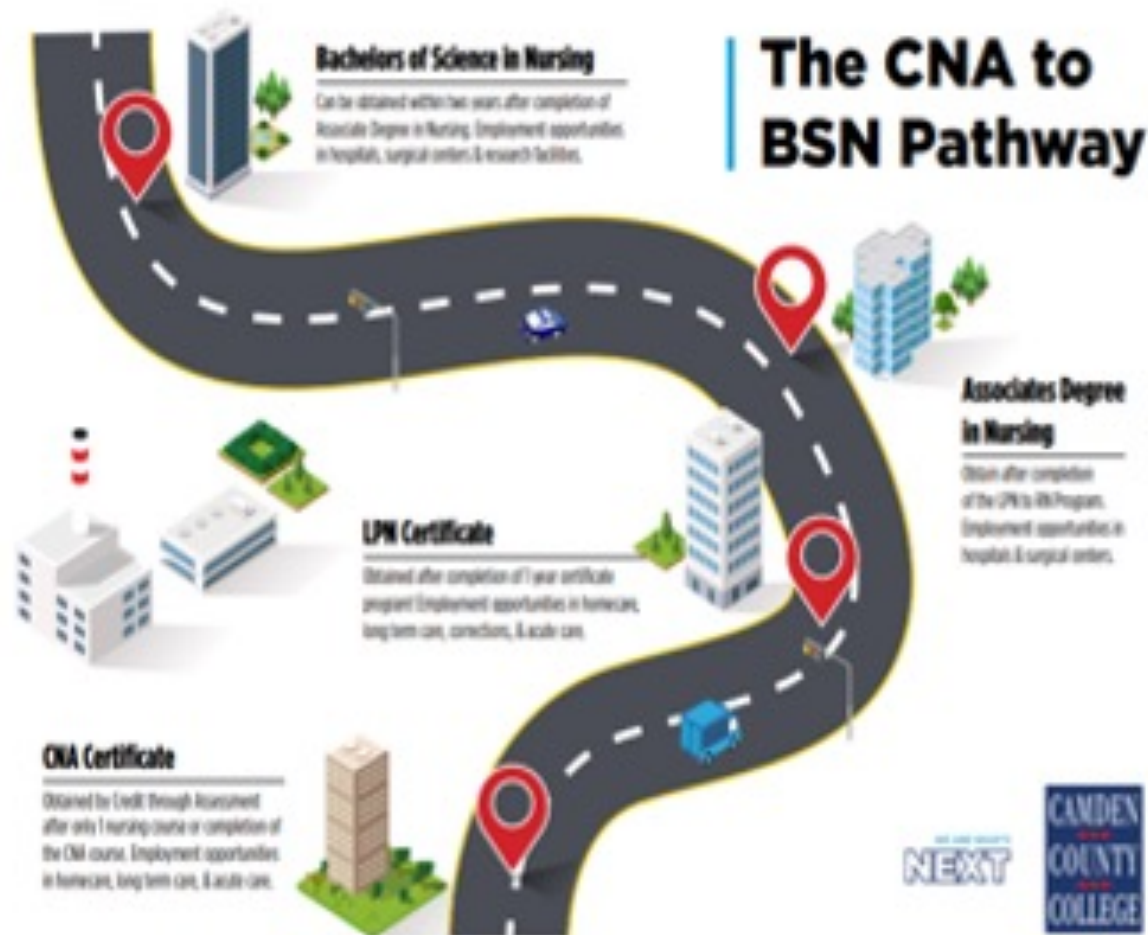 The CNA to
BSN Pathway
Bachelors of Science in Nursing
Can be obtained within two years after completion of
Associate Degree in Nursing. Employment opportunities
in hospitals, surgical centers & research facilities.
Associates Degree
in Nursing
Obtain after completion
of the LPN to RN Program.
Employment opportunities in
hospitals & surgical centers.
LPN Certificate
Obtained after completion of 1 year certificate
program! Employment opportunities in homecare,
long term care, corrections, & acute care.
CNA Certificate
Obtained by Credit through Assessment
after only 1 nursing course or completion of
the CNA course. Employment opportunities
in homecare, long term care, & acute care.
NEXT
CAMDEN
COUNTY
COLLEGE